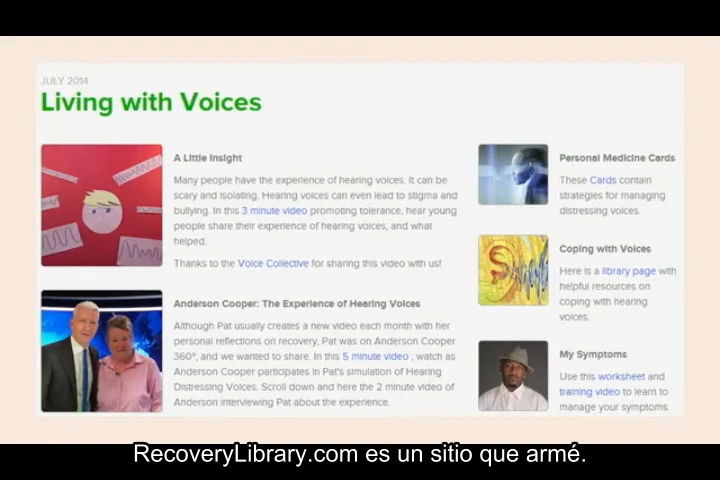 JULY 2014
Living with Voices
A Little Insight
Many people have the experience of hearing voices. It can be
scary and isolating. Hearing voices can even lead to stigma and
bullying. In this 3 minute video promoting tolerance, hear young
people share their experience of hearing voices, and what
helped.
Thanks to the Voice Collective for sharing this video with us!
Anderson Cooper: The Experience of Hearing Voices
Although Pat usually creates a new video each month with her
personal reflections on recovery, Pat was on Anderson Cooper
360º, and we wanted to share. In this 5 minute video , watch as
Anderson Cooper participates in Pat's simulation of Hearing
Distressing Voices. Scroll down and here the 2 minute video of
Anderson interviewing Pat about the experience.
Personal Medicine Cards
These Cards contain
strategies for managing
distressing voices.
Coping with Voices
Here is a library page with
helpful resources on
coping with hearing
voices.
My Symptoms
Use this worksheet and
training video to learn to
manage your symptoms.
RecoveryLibrary.com es un sitio que armé.